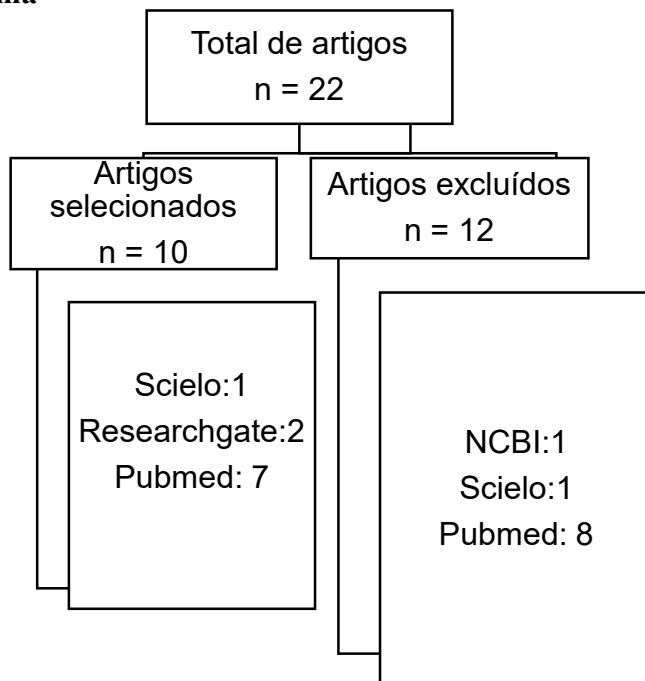 Total de artigos
n = 22
Artigos
selecionados
n = 10
Artigos excluídos
n = 12
Scielo:1
Researchgate:2
Pubmed: 7
NCBI:1
Scielo:1
Pubmed: 8